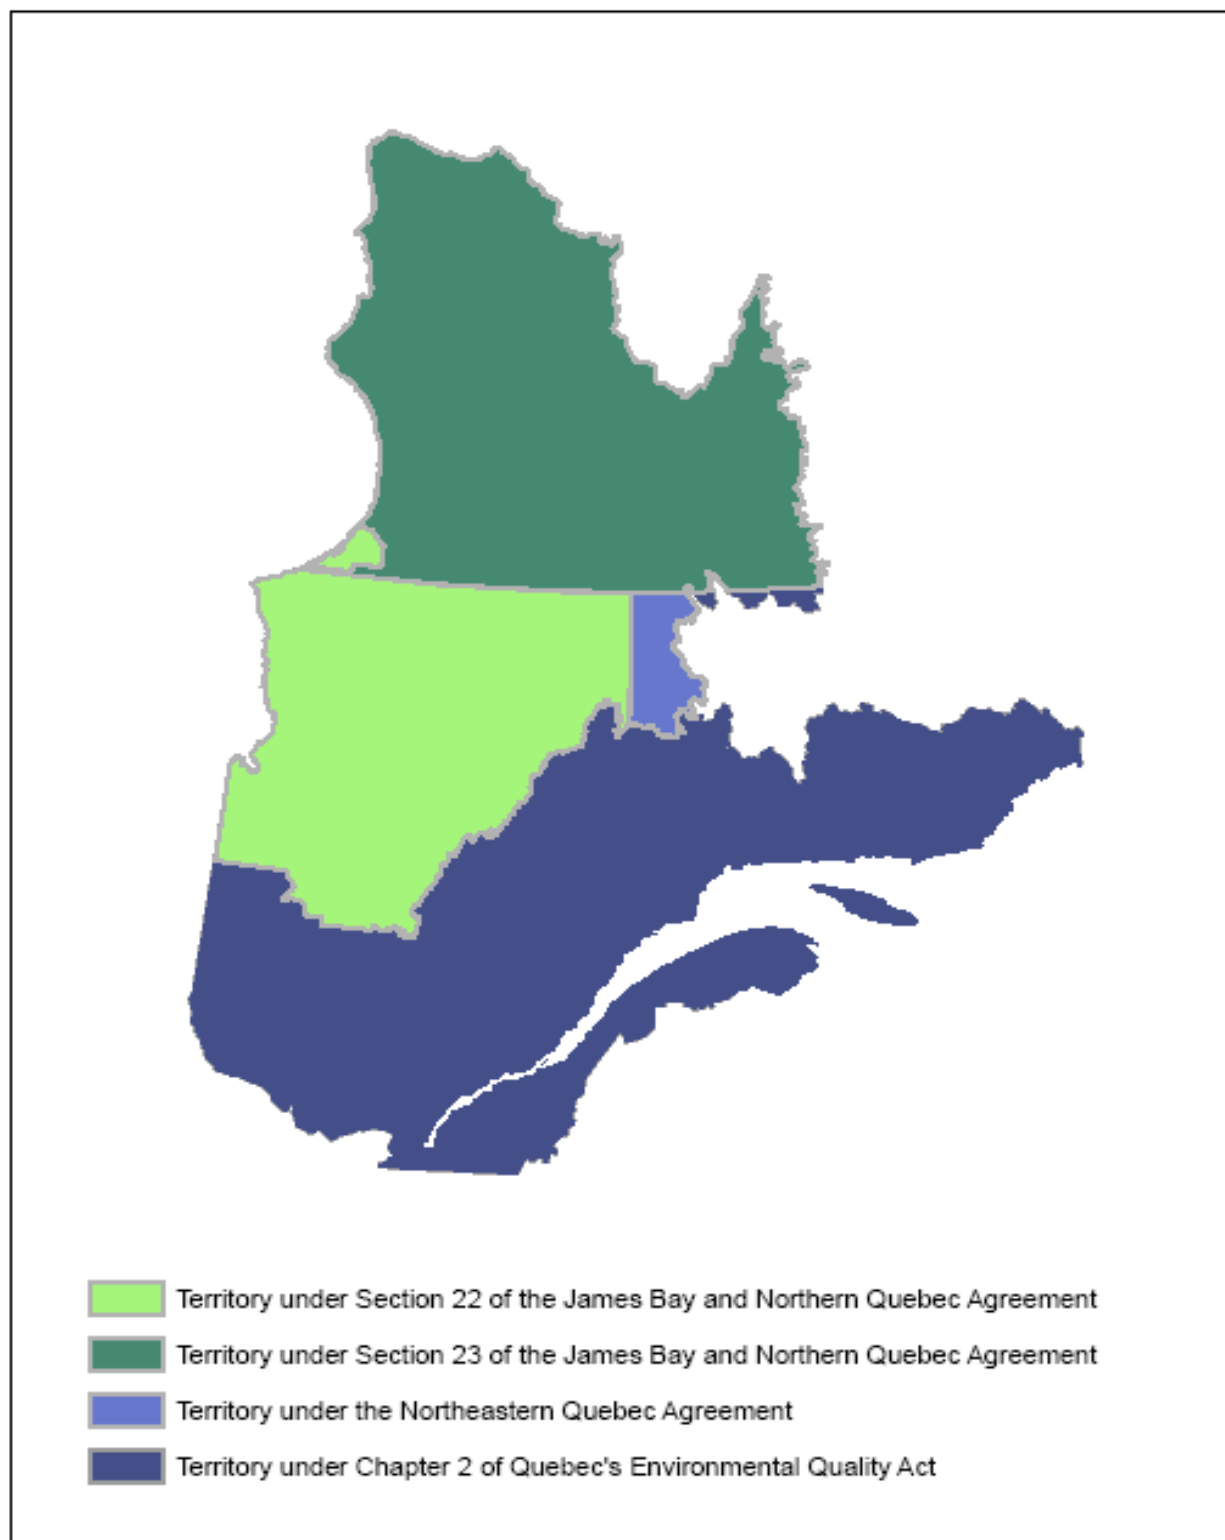 Territory under Section 22 of the James Bay and Northern Quebec Agreement
Territory under Section 23 of the James Bay and Northern Quebec Agreement
Territory under the Northeastern Quebec Agreement
Territory under Chapter 2 of Quebec's Environmental Quality Act